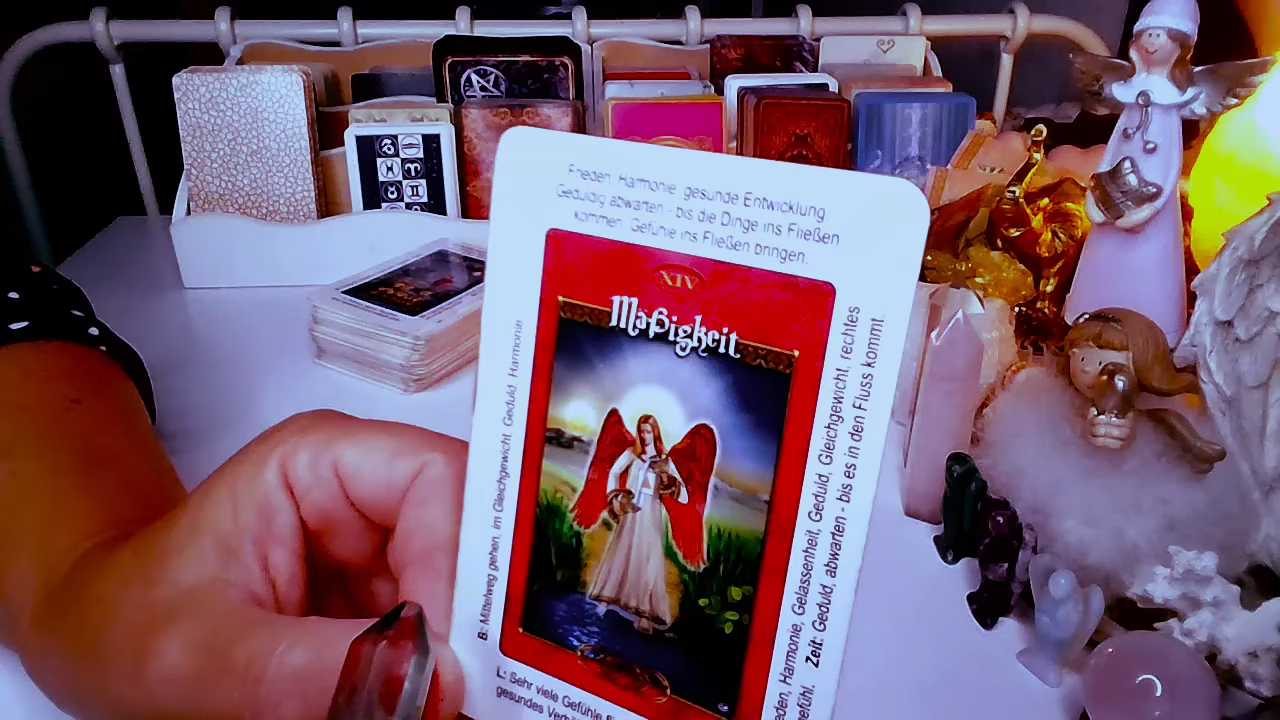 Frieden, Harmonie, gesunde Entwicklung,
Geduldig abwarten - bis die Dinge ins Fließen
kommen. Gefühle ins Fließen bringen.
XIV
Mäßigkeit
B: Mittelweg gehen, im Gleichgewicht, Geduld, Harmonie
eden, Harmonie, Gelassenheit, Geduld, Gleichgewicht, rechtes
efühl. Zeit: Geduld, abwarten - bis es in den Fluss kommt.
L: Sehr viele Gefühle
gesundes